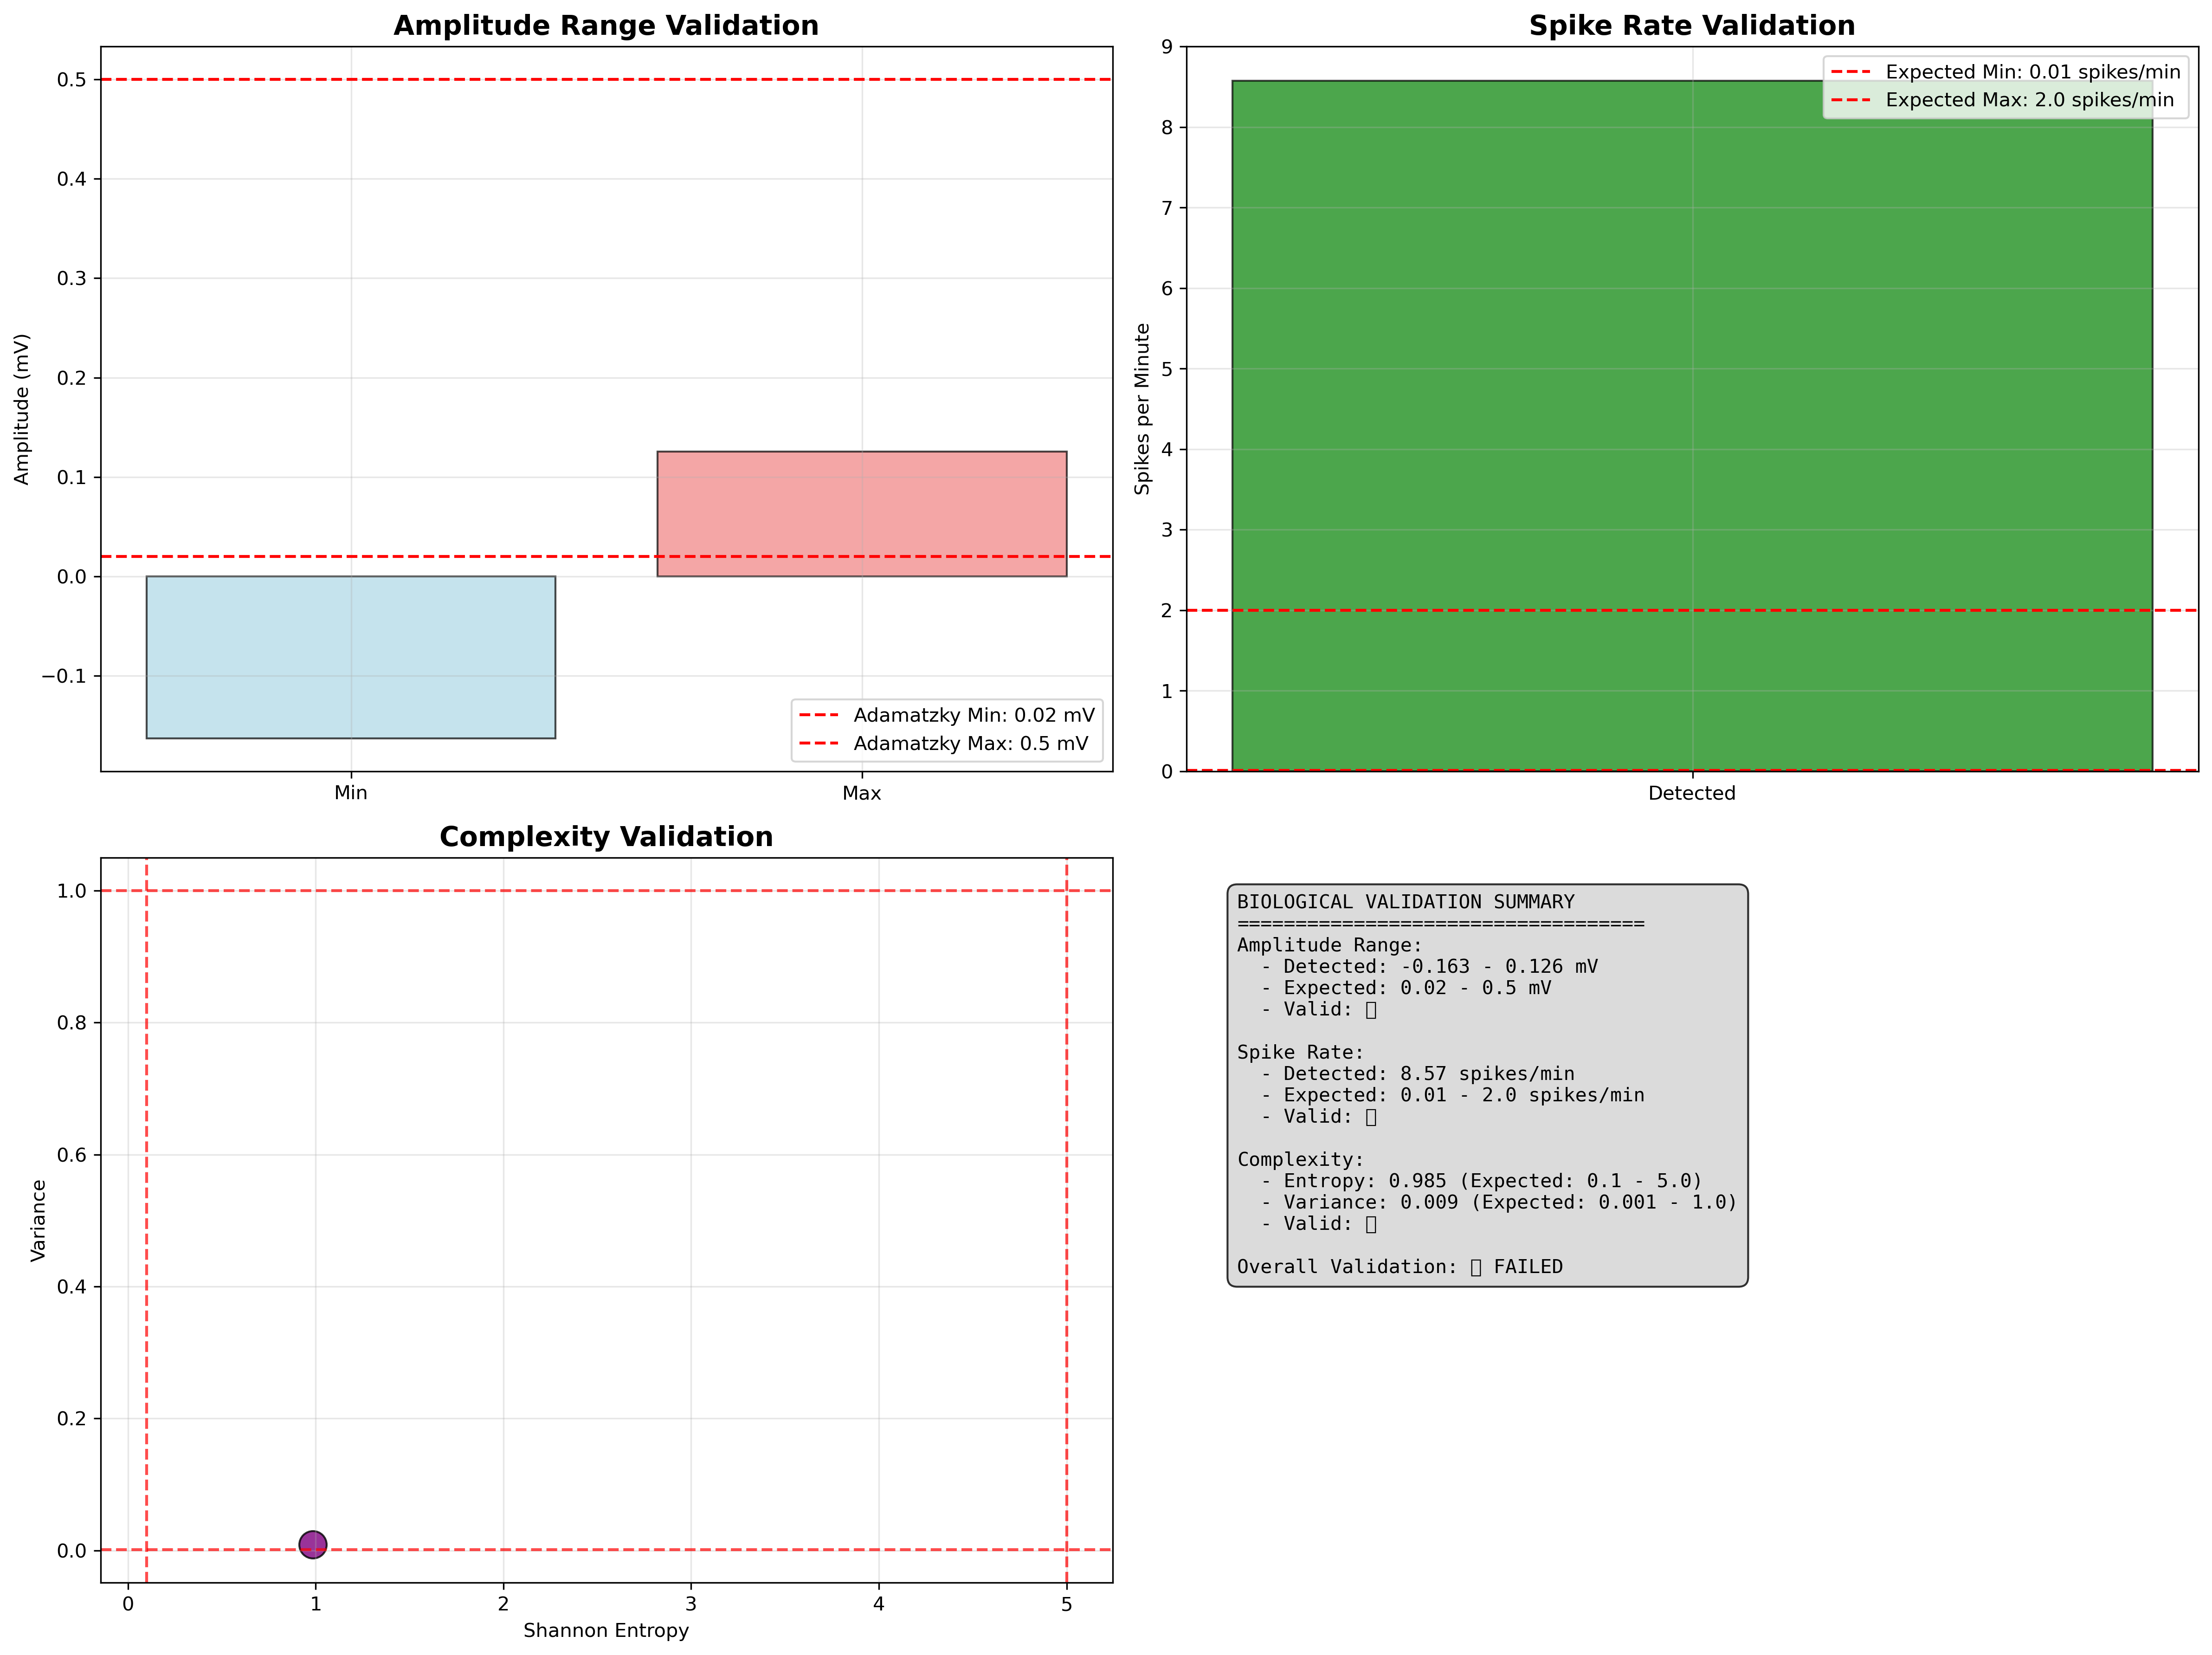 Amplitude Range Validation
Amplitude (mV)
0.5
0.4
0.3
0.2
0.1
0.0
−0.1
Min
Max
Adamatzky Min: 0.02 mV
Adamatzky Max: 0.5 mV
Spike Rate Validation
Spikes per Minute
9
8
7
6
5
4
3
2
1
0
Detected
Expected Min: 0.01 spikes/min
Expected Max: 2.0 spikes/min
Complexity Validation
Variance
1.0
0.8
0.6
0.4
0.2
0.0
0
1
2
3
4
5
Shannon Entropy
BIOLOGICAL VALIDATION SUMMARY
===================================
Amplitude Range:
- Detected: -0.163 - 0.126 mV
- Expected: 0.02 - 0.5 mV
- Valid: ▯
Spike Rate:
- Detected: 8.57 spikes/min
- Expected: 0.01 - 2.0 spikes/min
- Valid: ▯
Complexity:
- Entropy: 0.985 (Expected: 0.1 - 5.0)
- Variance: 0.009 (Expected: 0.001 - 1.0)
- Valid: ▯
Overall Validation: ▯ FAILED